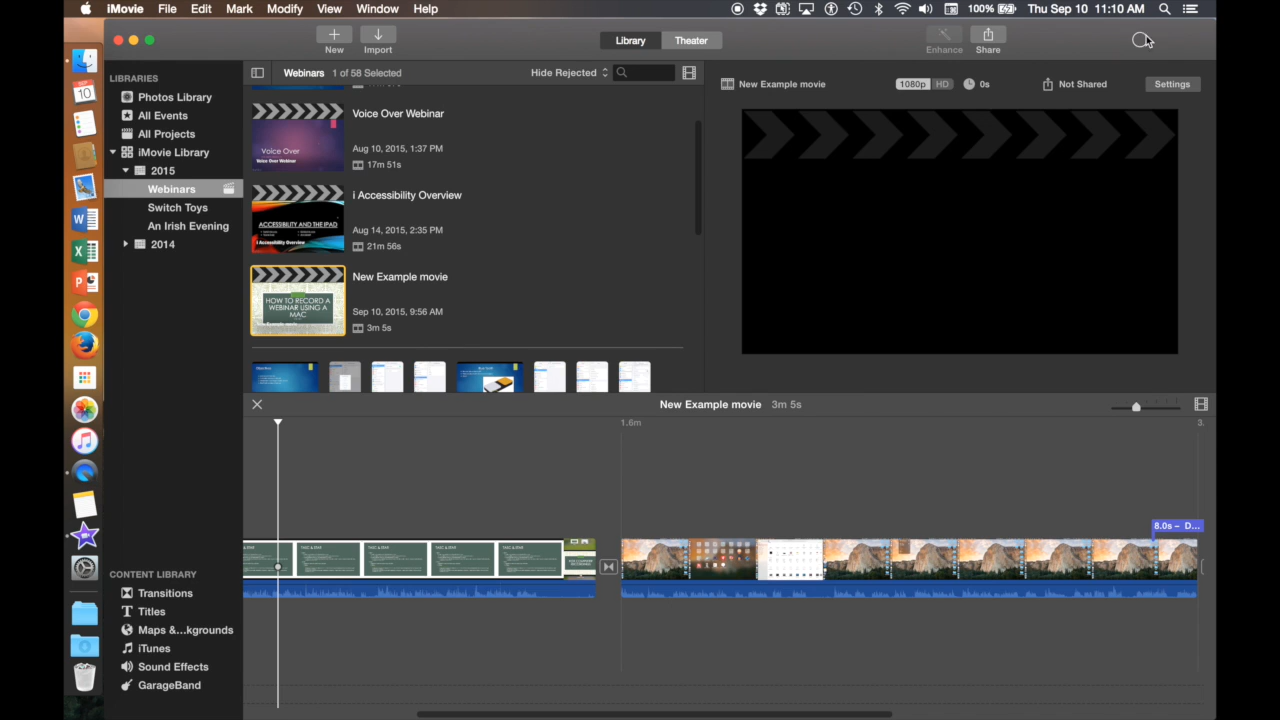 iMovie File Edit Mark Modify View Window Help 100% Thu Sep 10 11:10 AM
New Import Library Theater Enhance Share
LIBRARIES
Photos Library
All Events
All Projects
iMovie Library
2015
Webinars
Switch Toys
An Irish Evening
2014
Webinars 1 of 58 Selected Hide Rejected
Voice Over Webinar
Aug 10, 2015, 1:37 PM
17m 51s
Voice Over
Voice Over Webinar
i Accessibility Overview
Aug 14, 2015, 2:35 PM
21m 56s
ACCESSIBILITY AND THE IPAD
i Accessibility Overview
New Example movie
Sep 10, 2015, 9:56 AM
3m 5s
HOW TO RECORD A
WEBINAR USING A
MAC
New Example movie 1080p HD 0s Not Shared Settings
New Example movie 3m 5s
1.6m 3.
8.0s – D...
CONTENT LIBRARY
Transitions
Titles
Maps &...kgrounds
iTunes
Sound Effects
GarageBand